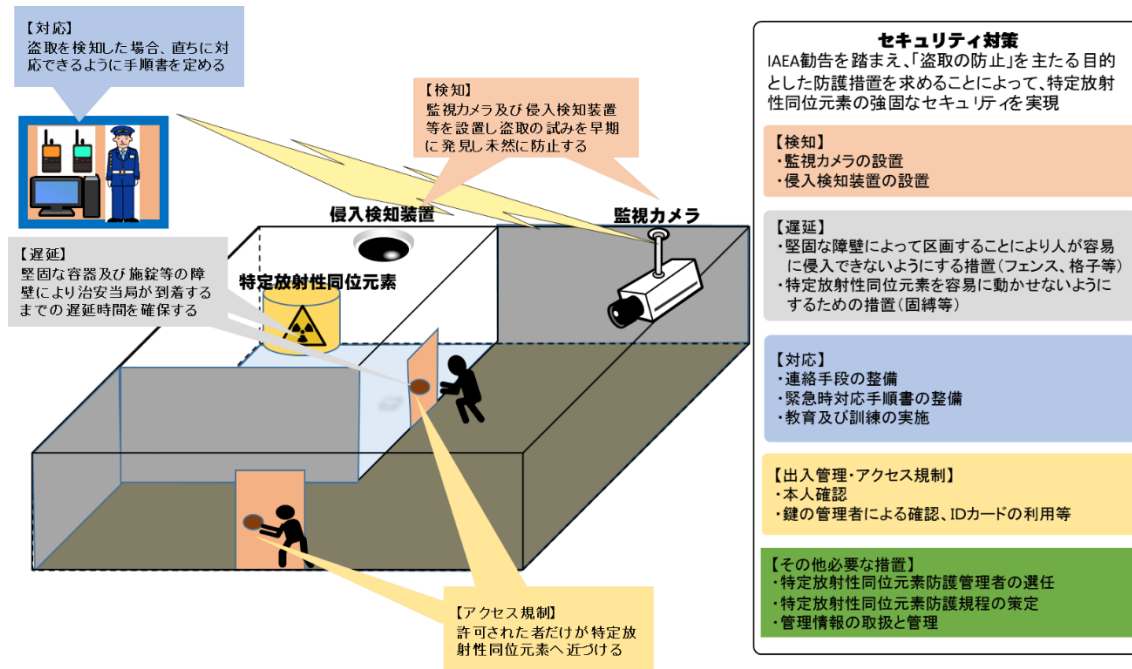 【対応】
盗取を検知した場合、直ちに対
応できるように手順書を定める
【検知】
監視カメラ及び侵入検知装置
等を設置し盗取の試みを早期
に発見し未然に防止する
侵入検知装置
監視カメラ
【遅延】
堅固な容器及び施錠等の障
壁により治安当局が到着する
までの遅延時間を確保する
特定放射性同位元素
【アクセス規制】
許可された者だけが特定放
射性同位元素へ近づける
セキュリティ対策
IAEA勧告を踏まえ、「盗取の防止」を主たる目的
とした防護措置を求めることによって、特定放射
性同位元素の強固なセキュリティを実現
【検知】
・監視カメラの設置
・侵入検知装置の設置
【遅延】
・堅固な障壁によって区画することにより人が容易
に侵入できないようにする措置(フェンス、格子等)
・特定放射性同位元素を容易に動かせないように
するための措置(固縛等)
【対応】
・連絡手段の整備
・緊急時対応手順書の整備
・教育及び訓練の実施
【出入管理・アクセス規制】
・本人確認
・鍵の管理者による確認、IDカードの利用等
【その他必要な措置】
・特定放射性同位元素防護管理者の選任
・特定放射性同位元素防護規程の策定
・管理情報の取扱と管理